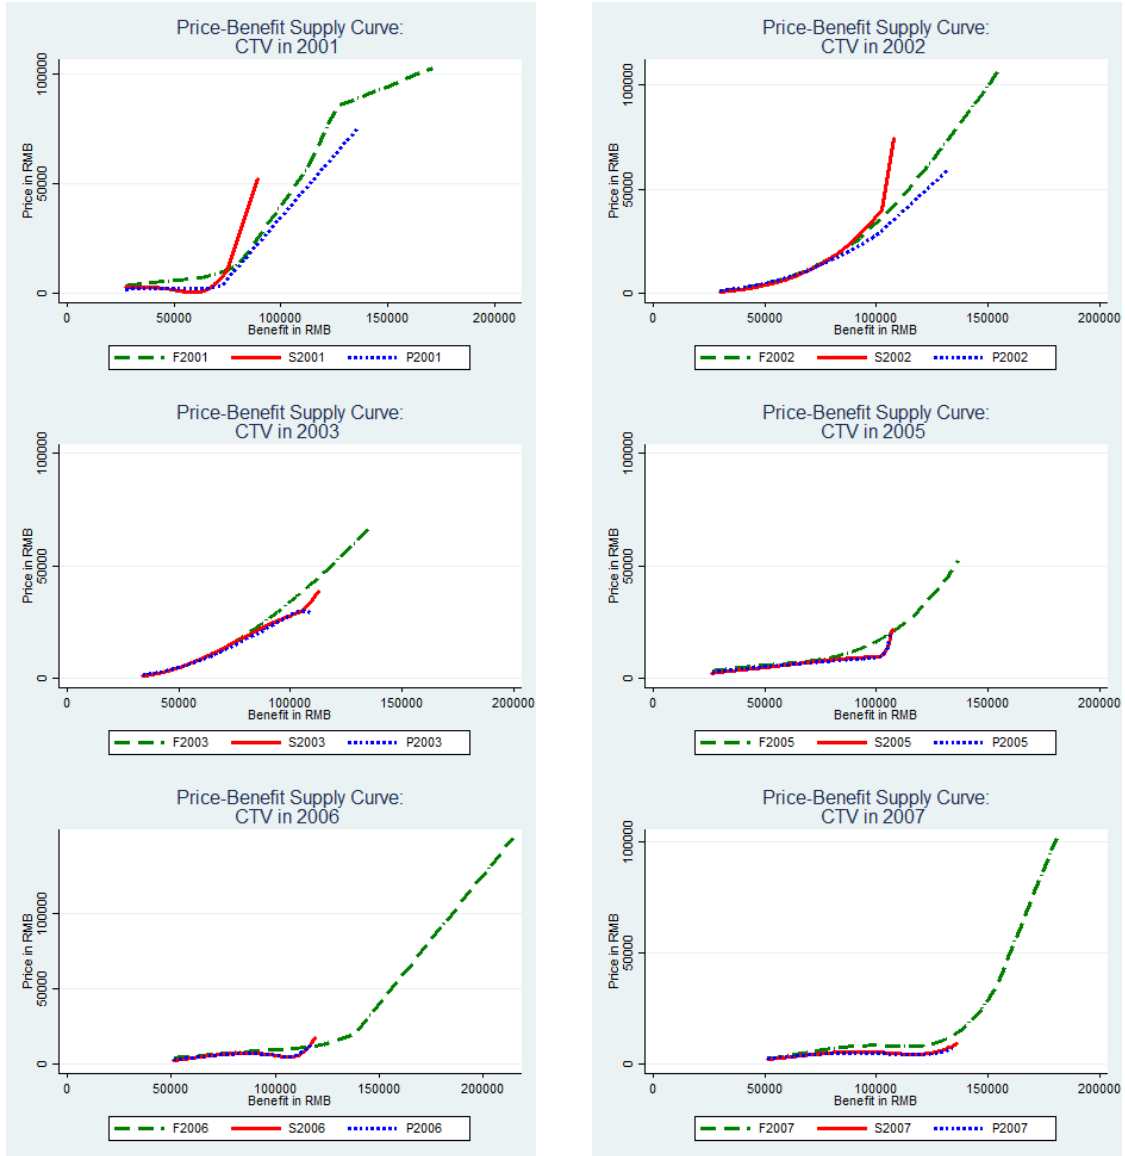 Price-Benefit Supply Curve:
CTV in 2001
Price in RMB
100000
50000
0
0 50000 100000 150000 200000
Benefit in RMB
F2001 S2001 P2001
Price-Benefit Supply Curve:
CTV in 2002
Price in RMB
100000
50000
0
0 50000 100000 150000 200000
Benefit in RMB
F2002 S2002 P2002
Price-Benefit Supply Curve:
CTV in 2003
Price in RMB
100000
50000
0
0 50000 100000 150000 200000
Benefit in RMB
F2003 S2003 P2003
Price-Benefit Supply Curve:
CTV in 2005
Price in RMB
100000
50000
0
0 50000 100000 150000 200000
Benefit in RMB
F2005 S2005 P2005
Price-Benefit Supply Curve:
CTV in 2006
Price in RMB
100000
50000
0
0 50000 100000 150000 200000
Benefit in RMB
F2006 S2006 P2006
Price-Benefit Supply Curve:
CTV in 2007
Price in RMB
100000
50000
0
0 50000 100000 150000 200000
Benefit in RMB
F2007 S2007 P2007